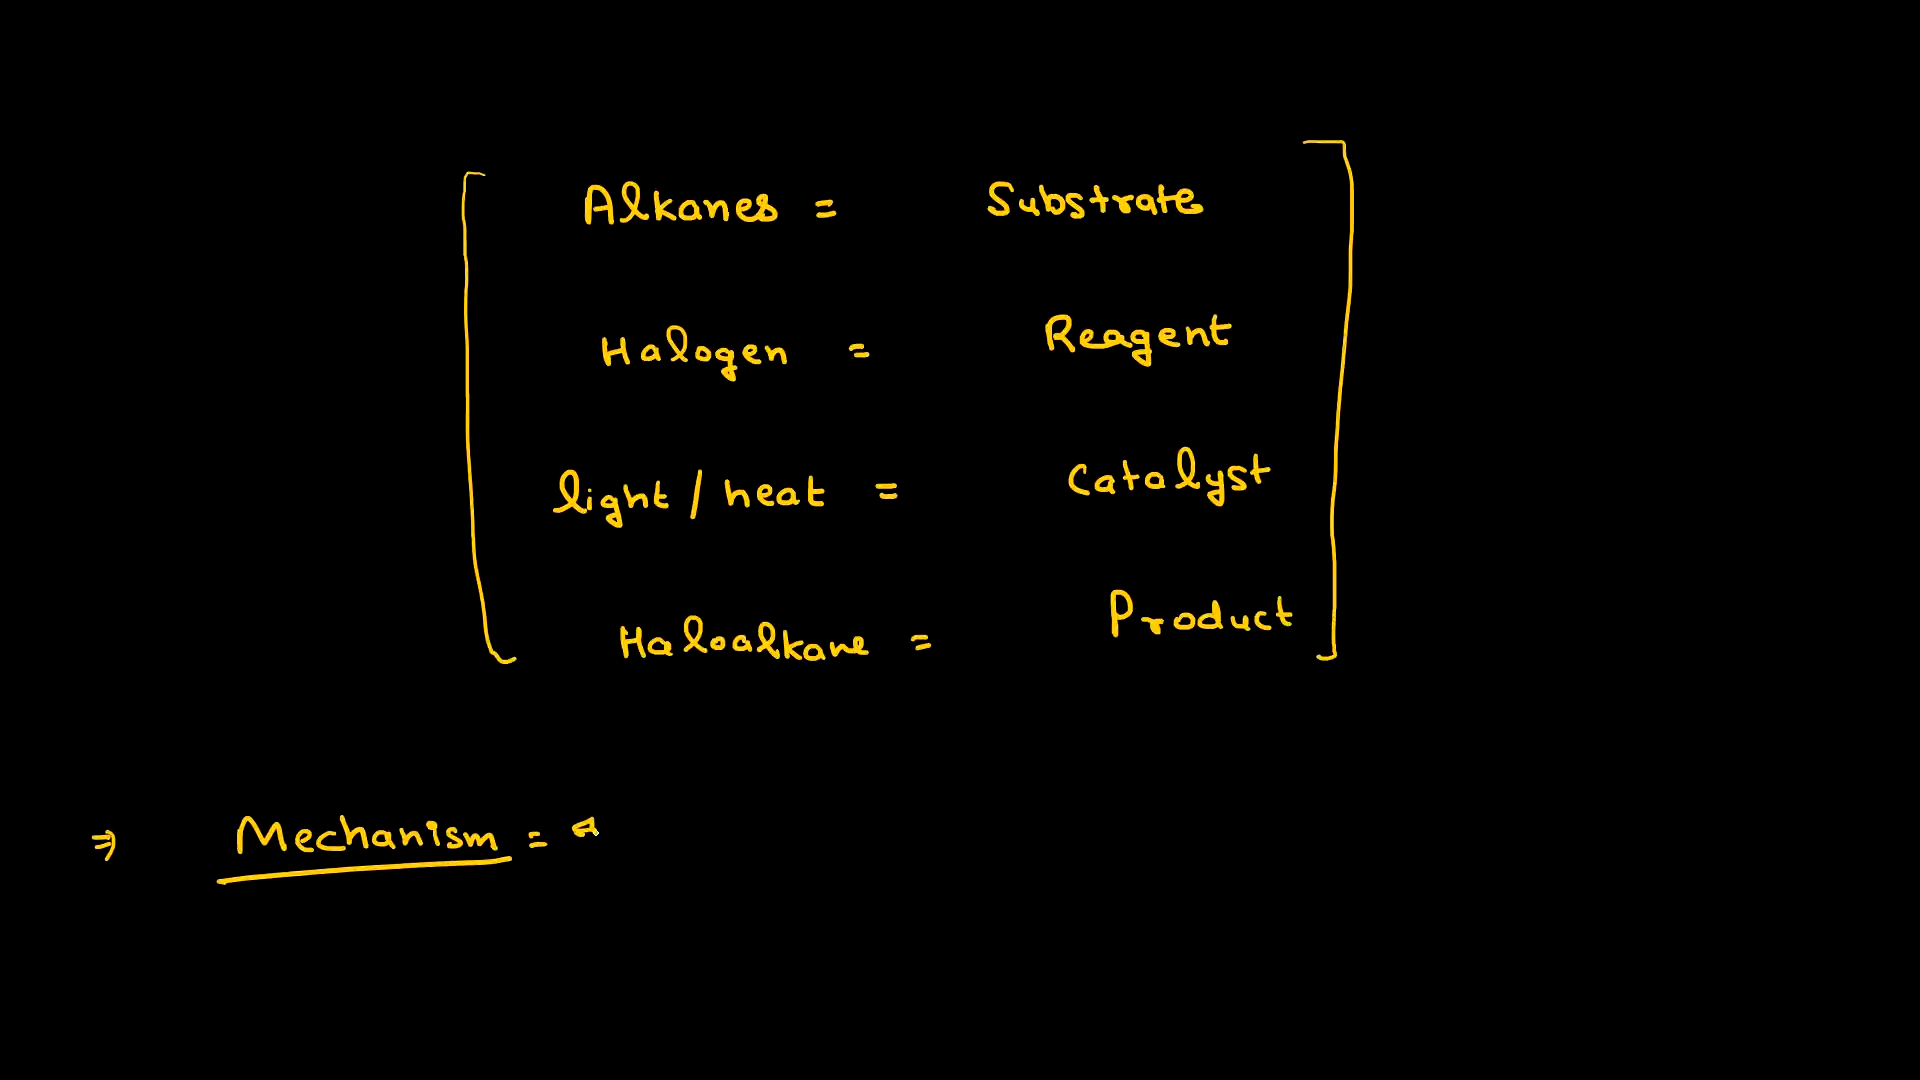 Alkanes = Substrate
Halogen = Reagent
light / heat = Catalyst
Haloalkane = Product
⇒ Mechanism =